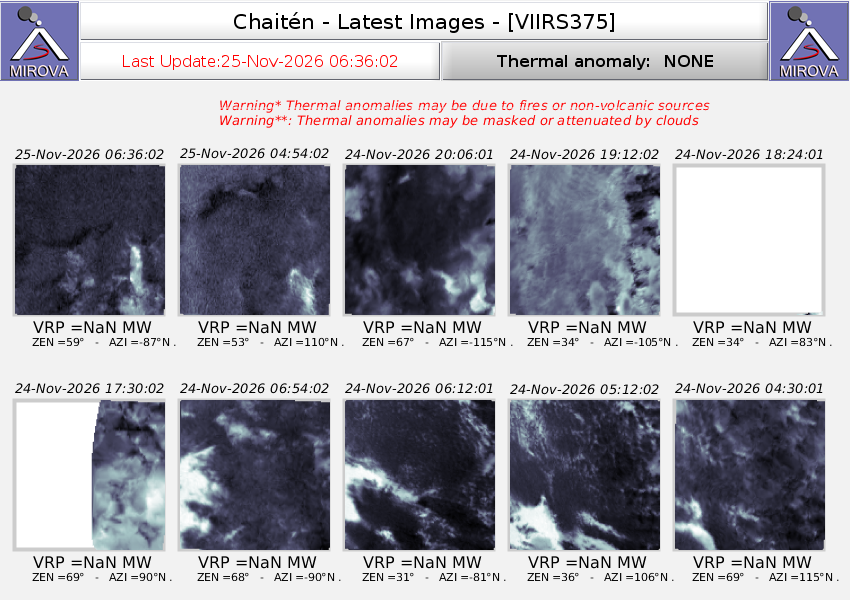 Chaitén - Latest Images - [VIIRS375]
MIROVA
Last Update:25-Nov-2026 06:36:02
Thermal anomaly: NONE
MIROVA
Warning* Thermal anomalies may be due to fires or non-volcanic sources
Warning**: Thermal anomalies may be masked or attenuated by clouds
25-Nov-2026 06:36:02
25-Nov-2026 04:54:02
24-Nov-2026 20:06:01
24-Nov-2026 19:12:02
24-Nov-2026 18:24:01
VRP =NaN MW
VRP =NaN MW
VRP =NaN MW
VRP =NaN MW
VRP =NaN MW
ZEN =59° - AZI =-87°N .
ZEN =53° - AZI =110°N .
ZEN =67° - AZI =-115°N .
ZEN =34° - AZI =-105°N .
ZEN =34° - AZI =83°N .
24-Nov-2026 17:30:02
24-Nov-2026 06:54:02
24-Nov-2026 06:12:01
24-Nov-2026 05:12:02
24-Nov-2026 04:30:01
VRP =NaN MW
VRP =NaN MW
VRP =NaN MW
VRP =NaN MW
VRP =NaN MW
ZEN =69° - AZI =90°N .
ZEN =68° - AZI =-90°N .
ZEN =31° - AZI =-81°N .
ZEN =36° - AZI =106°N .
ZEN =69° - AZI =115°N .